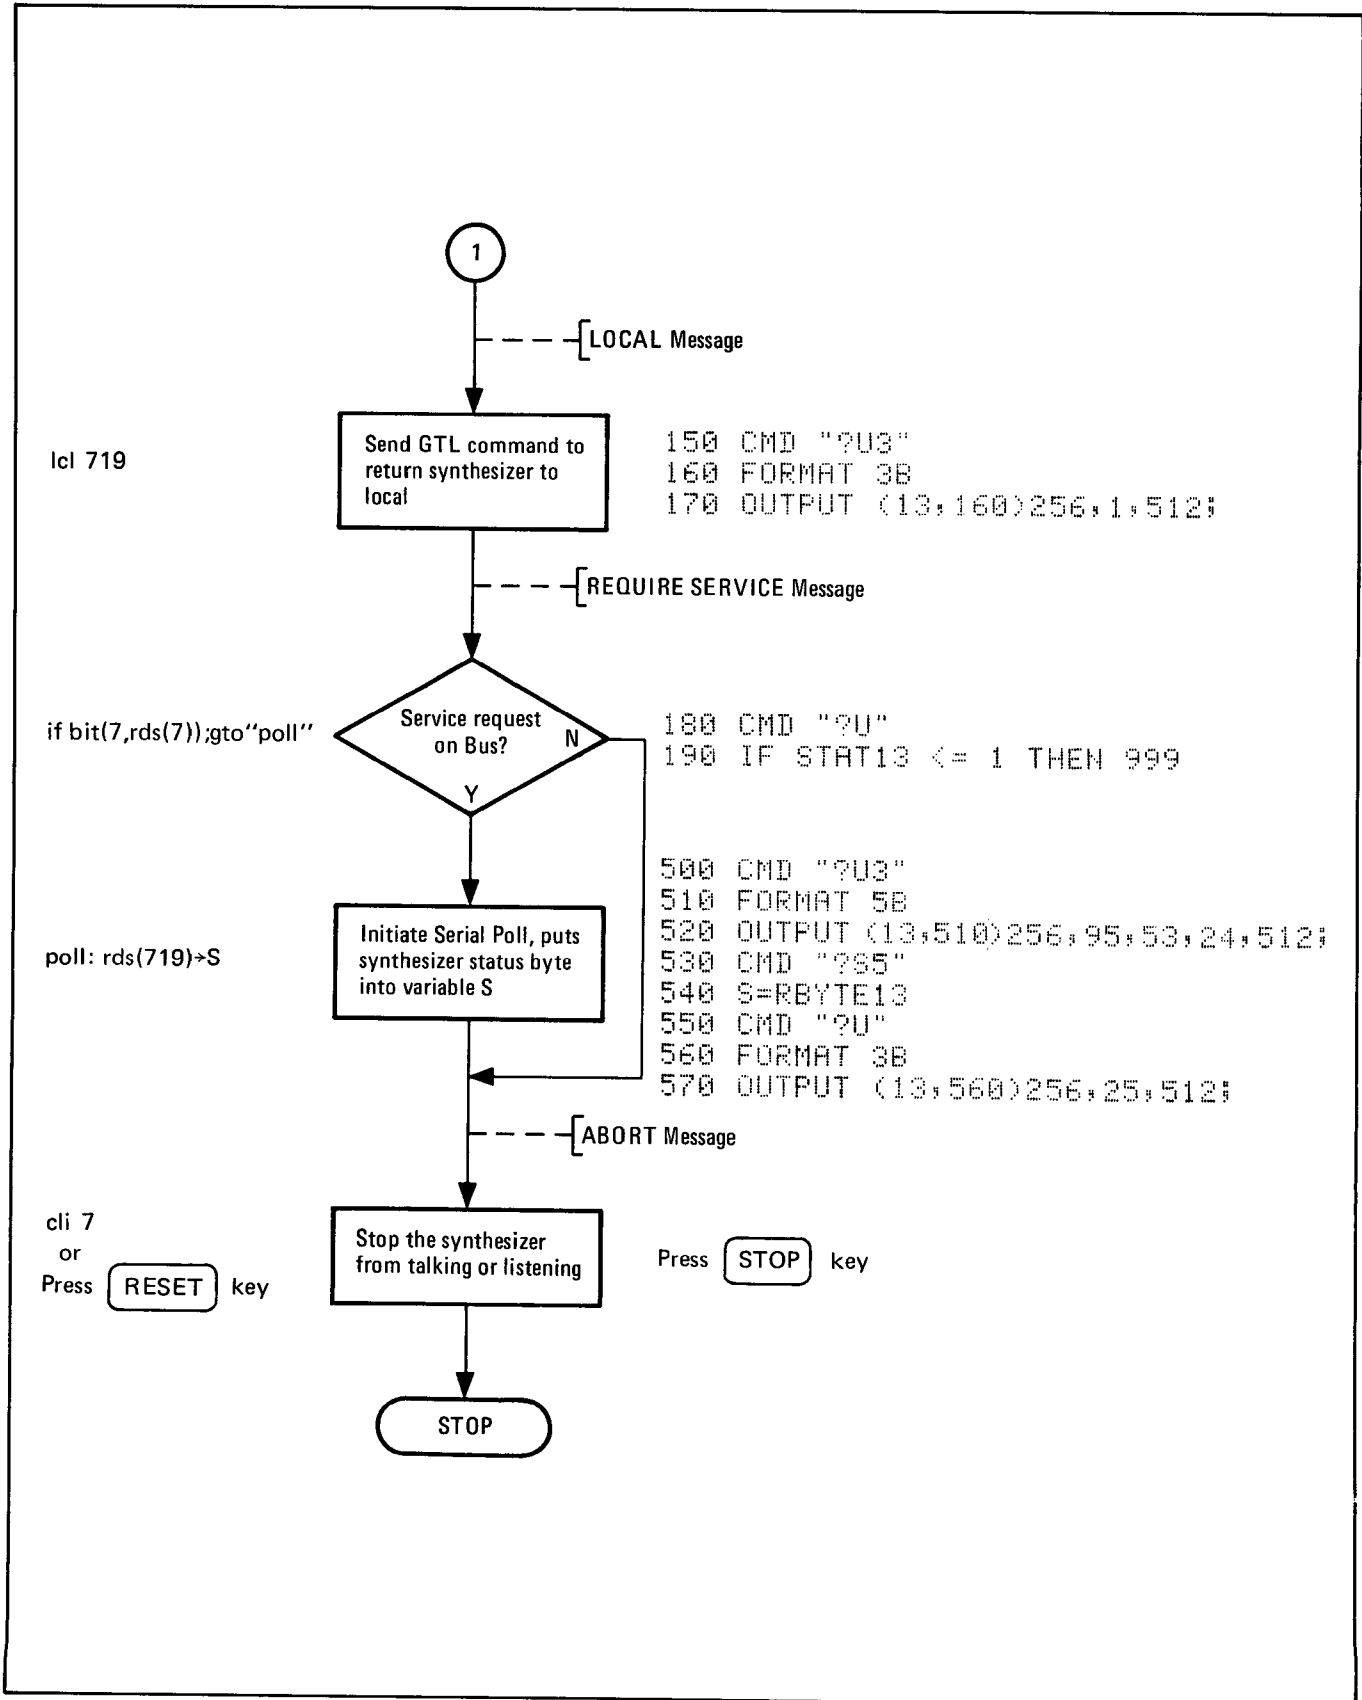 1
LOCAL Message
lcl 719
Send GTL command to
return synthesizer to
local
150 CMD "?U3"
160 FORMAT 3B
170 OUTPUT (13,160)256,1,512;
REQUIRE SERVICE Message
if bit(7,rds(7));gto“poll”
Service request
on Bus?
N
Y
180 CMD "?U"
190 IF STAT13 <= 1 THEN 999
poll: rds(719)→S
Initiate Serial Poll, puts
synthesizer status byte
into variable S
500 CMD "?U3"
510 FORMAT 5B
520 OUTPUT (13,510)256,95,53,24,512;
530 CMD "?S5"
540 S=RBYTE13
550 CMD "?U"
560 FORMAT 3B
570 OUTPUT (13,560)256,25,512;
ABORT Message
cli 7
or
Press RESET key
Stop the synthesizer
from talking or listening
Press STOP key
STOP